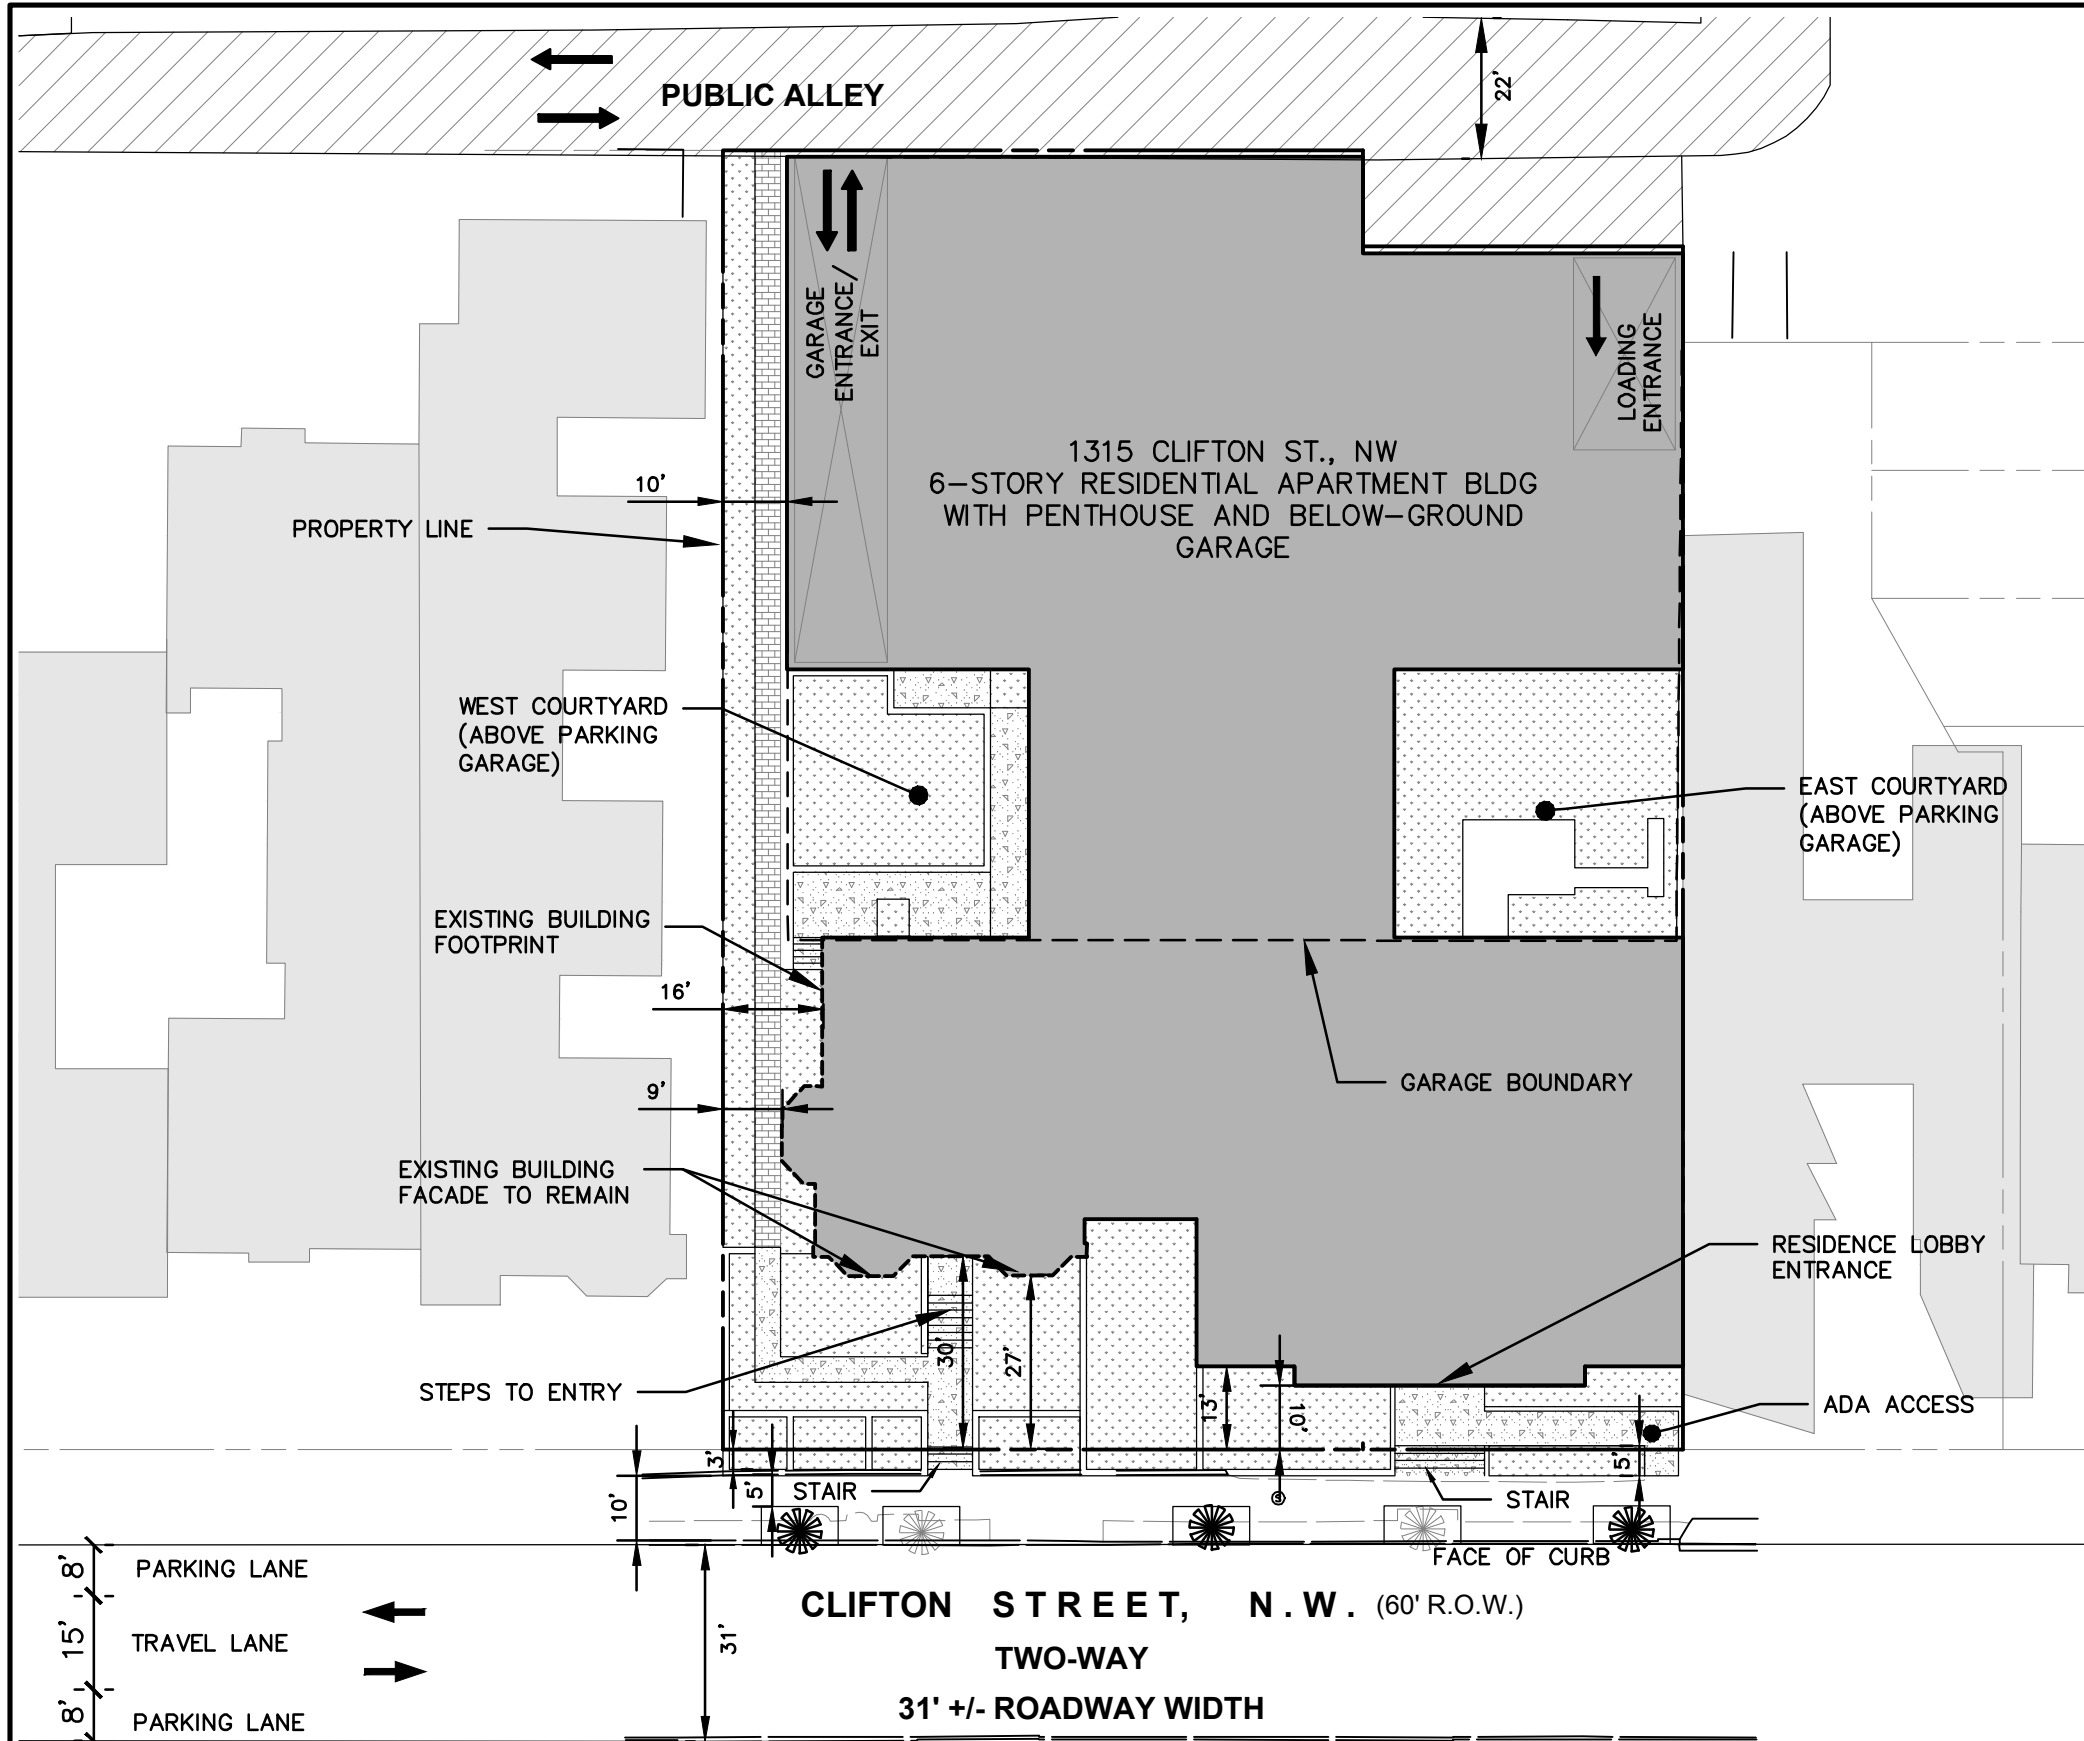 22'
PUBLIC ALLEY
GARAGE
ENTRANCE/
EXIT
LOADING
ENTRANCE
1315 CLIFTON ST., NW
6-STORY RESIDENTIAL APARTMENT BLDG
WITH PENTHOUSE AND BELOW-GROUND
GARAGE
10'
PROPERTY LINE
WEST COURTYARD
(ABOVE PARKING
GARAGE)
EAST COURTYARD
(ABOVE PARKING
GARAGE)
EXISTING BUILDING
FOOTPRINT
16'
GARAGE BOUNDARY
9'
EXISTING BUILDING
FACADE TO REMAIN
RESIDENCE LOBBY
ENTRANCE
30'
27'
STEPS TO ENTRY
13'
10'
ADA ACCESS
3'
5'
5'
10'
STAIR
STAIR
FACE OF CURB
8'
PARKING LANE
CLIFTON STREET, N.W. (60' R.O.W.)
15'
TRAVEL LANE
31'
TWO-WAY
8'
PARKING LANE
31' +/- ROADWAY WIDTH